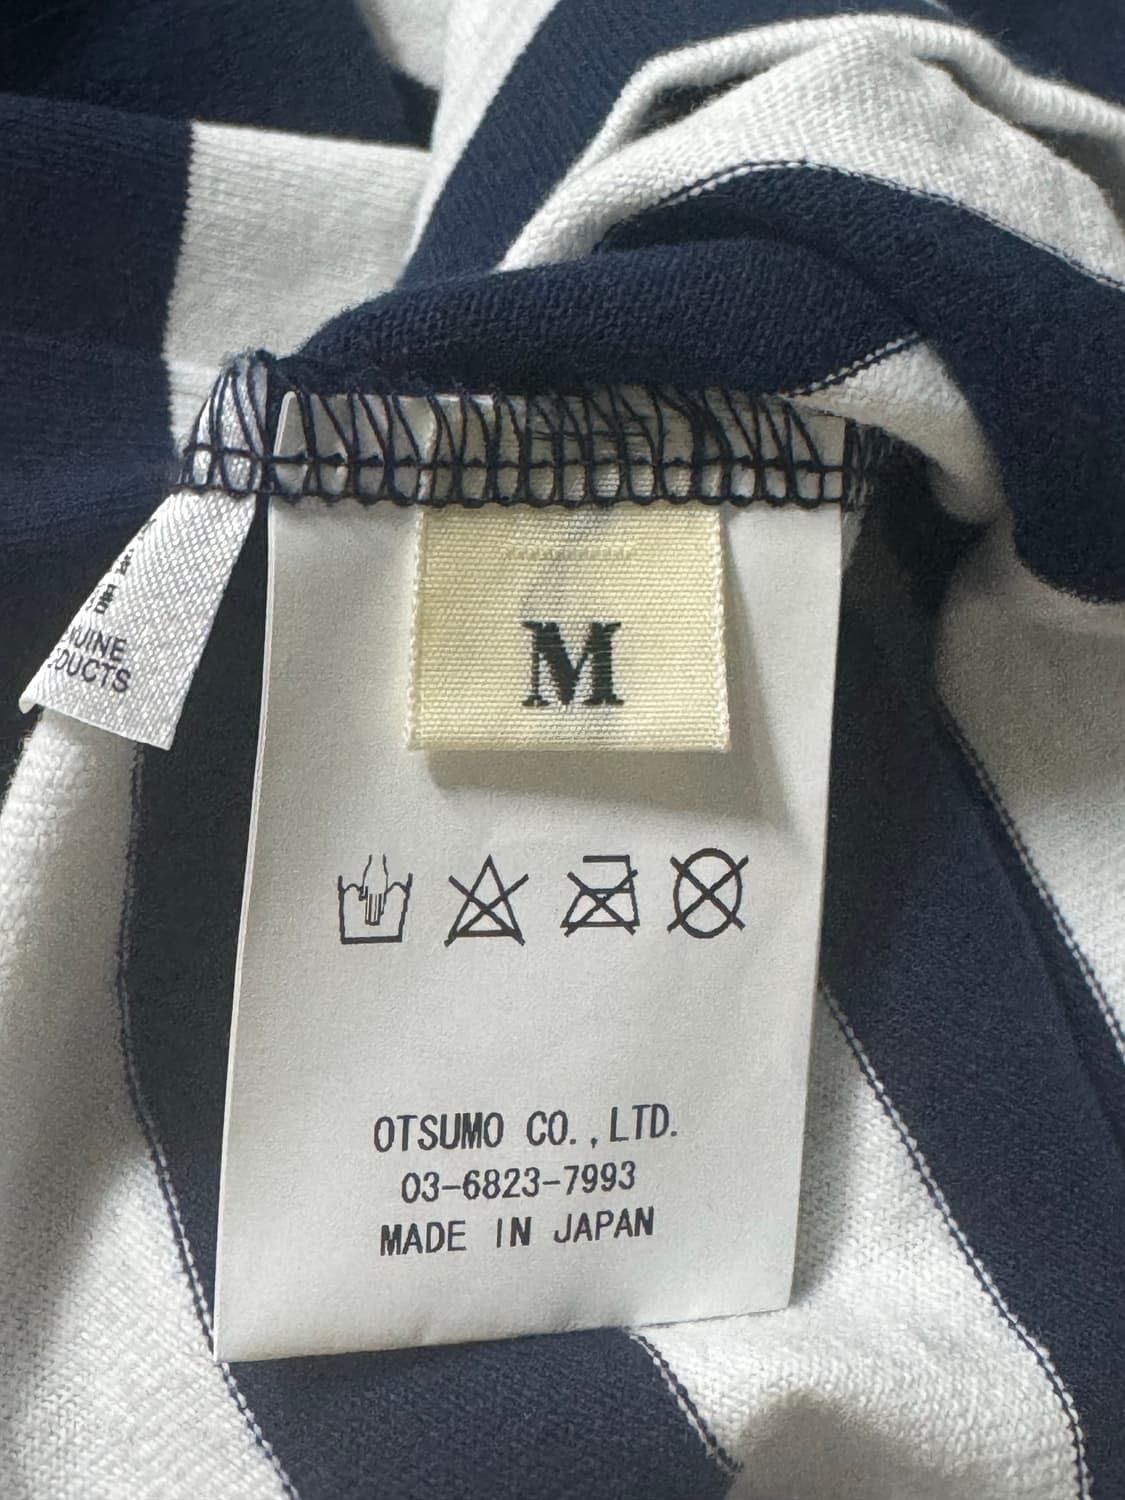 M
OTSUMO CO.,LTD.
03-6823-7993
MADE IN JAPAN